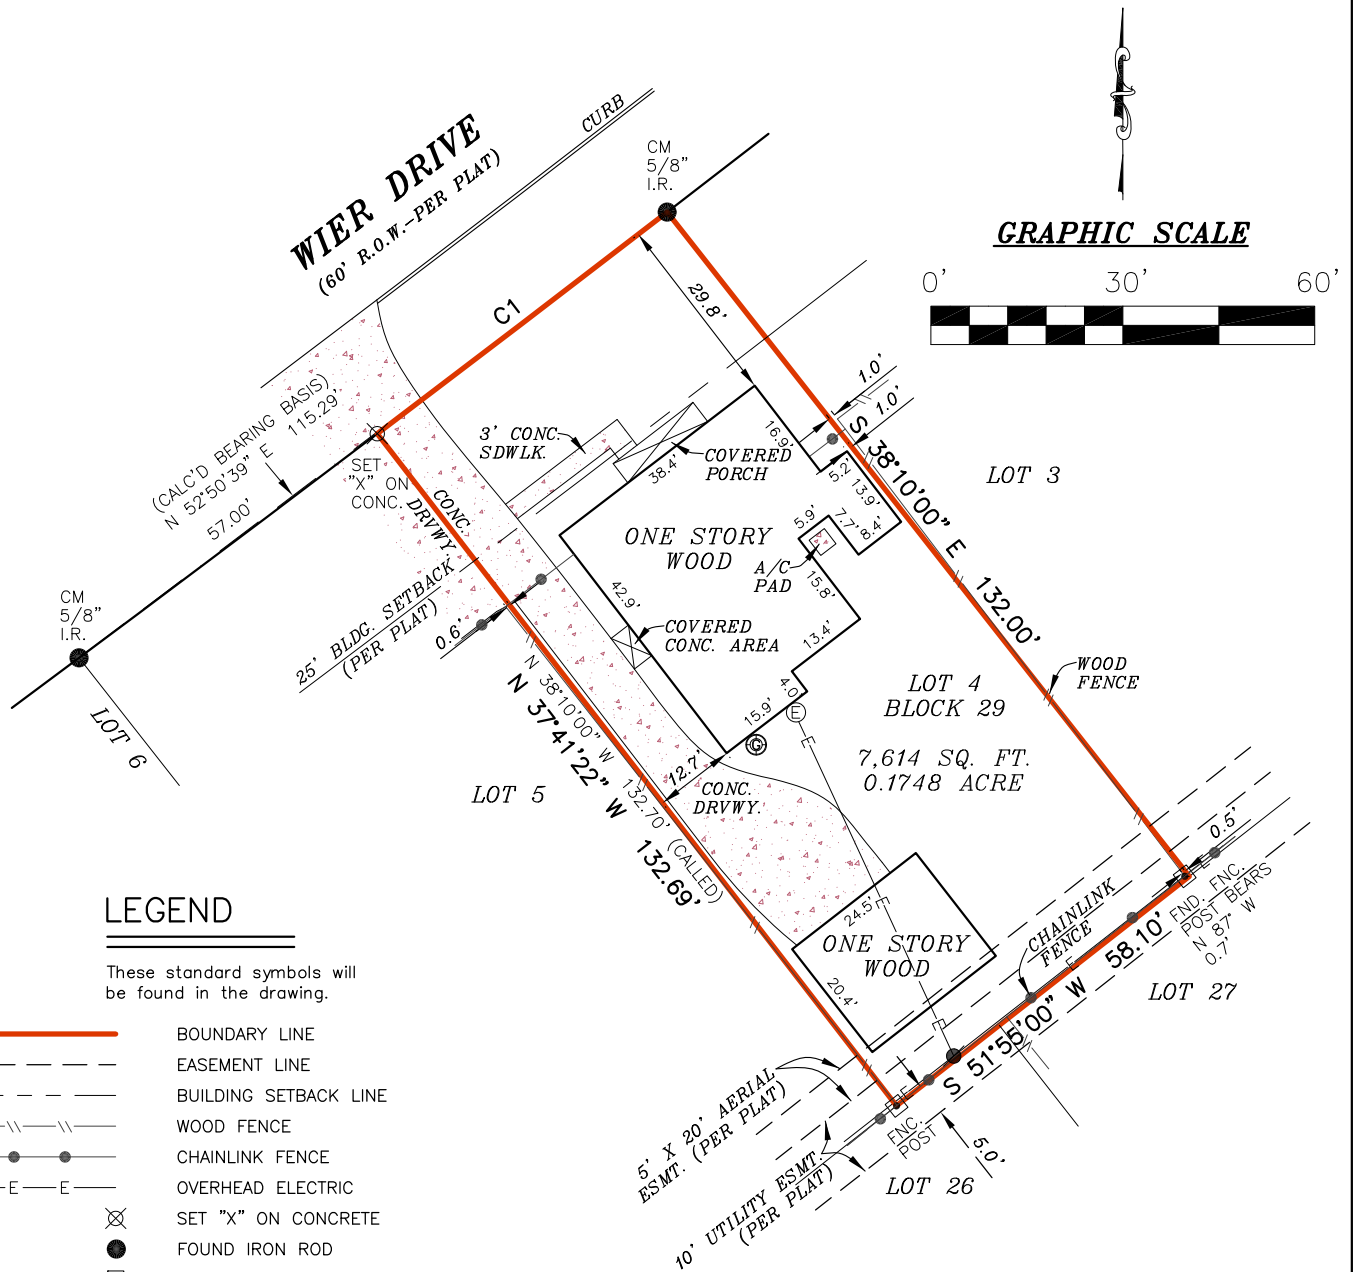 WIER DRIVE
(60' R.O.W.-PER PLAT)
CURB
CM
5/8"
I.R.
GRAPHIC SCALE
0' 30' 60'
C1
29.8'
1.0'
1.0'
(CALC'D BEARING BASIS)
N 52°50'39" E 115.29'
57.00'
SET
"X" ON
CONC.
3' CONC.
SDWLK.
COVERED
PORCH
38.4'
16.9'
5.2'
13.9'
8.4'
7.7'
5.9'
S 38°10'00" E 132.00'
LOT 3
CONC.
DRVWY.
ONE STORY
WOOD
A/C
PAD
15.8'
13.4'
4.0'
15.9'
42.9'
COVERED
CONC. AREA
25' BLDG. SETBACK
(PER PLAT)
0.6'
CM
5/8"
I.R.
LOT 6
N 38°10'00" W 132.70' (CALLED)
N 37°41'22" W 132.69'
LOT 5
12.7'
CONC.
DRVWY.
G
E
E
E
E
LOT 4
BLOCK 29
7,614 SQ. FT.
0.1748 ACRE
WOOD
FENCE
24.5'
ONE STORY
WOOD
20.4'
CHAINLINK
FENCE
0.5'
FND. FNC.
POST BEARS
N 87° W
0.7'
S 51°55'00" W 58.10'
LOT 27
FNC.
POST
5.0'
LOT 26
5' X 20' AERIAL
ESMT. (PER PLAT)
10' UTILITY ESMT.
(PER PLAT)
LEGEND
These standard symbols will
be found in the drawing.
BOUNDARY LINE
EASEMENT LINE
BUILDING SETBACK LINE
WOOD FENCE
CHAINLINK FENCE
E E OVERHEAD ELECTRIC
SET "X" ON CONCRETE
FOUND IRON ROD